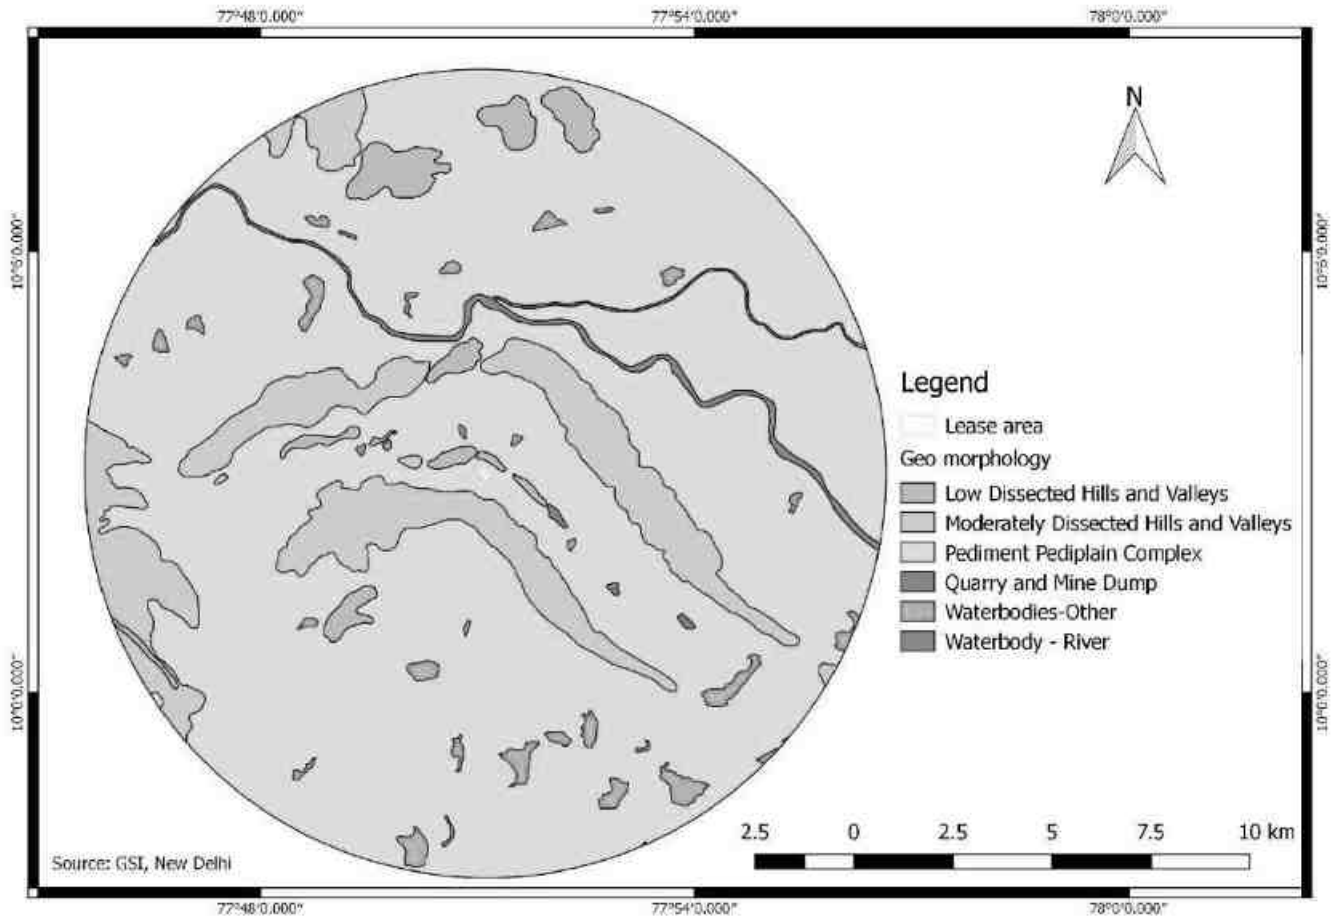 77°48'0.000" 77°54'0.000" 78°0'0.000"
N
10°5'0.000" 10°5'0.000"
Legend
Lease area
Geo morphology
Low Dissected Hills and Valleys
Moderately Dissected Hills and Valleys
Pediment Pediplain Complex
Quarry and Mine Dump
Waterbodies-Other
Waterbody - River
10°0'0.000" 10°0'0.000"
2.5 0 2.5 5 7.5 10 km
Source: GSI, New Delhi
77°48'0.000" 77°54'0.000" 78°0'0.000"